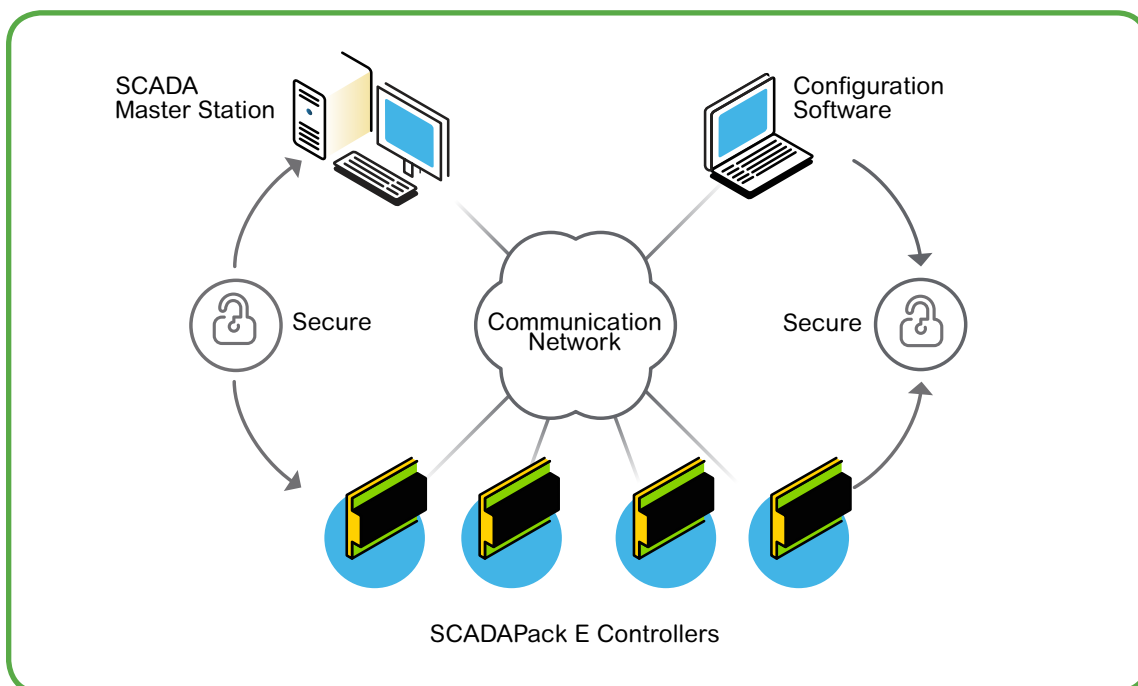 SCADA
Master Station
Configuration
Software
Secure
Communication
Network
Secure
SCADAPack E Controllers